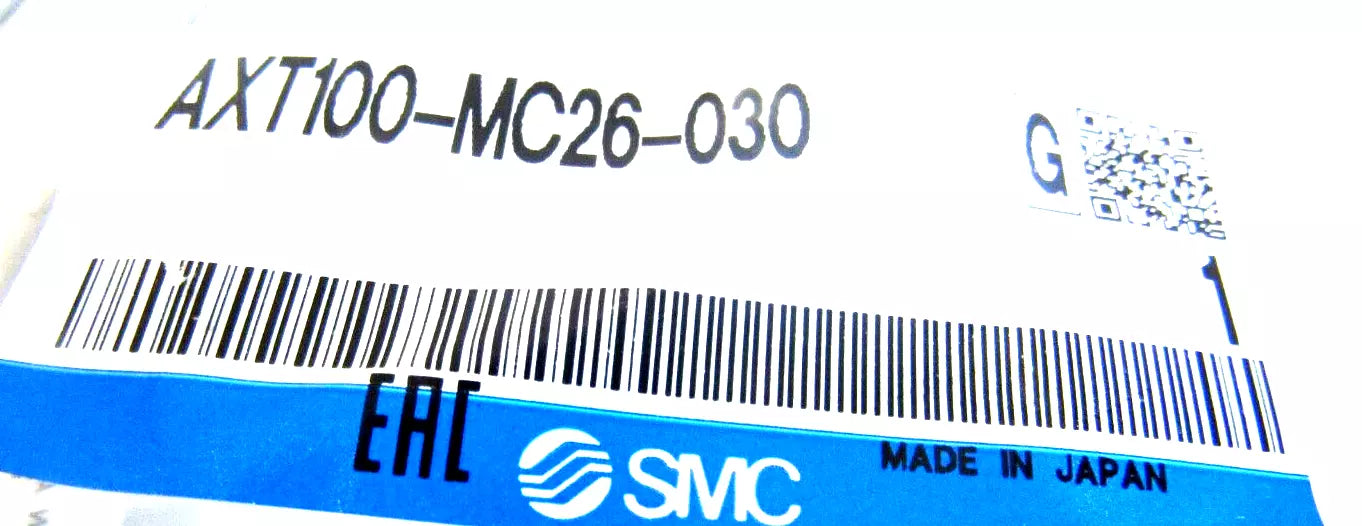 AXT100-MC26-030
G
1
EAC
SMC
MADE IN JAPAN